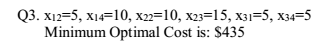 Q3. x₁₂=5, x₁₄=10, x₂₂=10, x₂₃=15, x₃₁=5, x₃₄=5
Minimum Optimal Cost is: $435